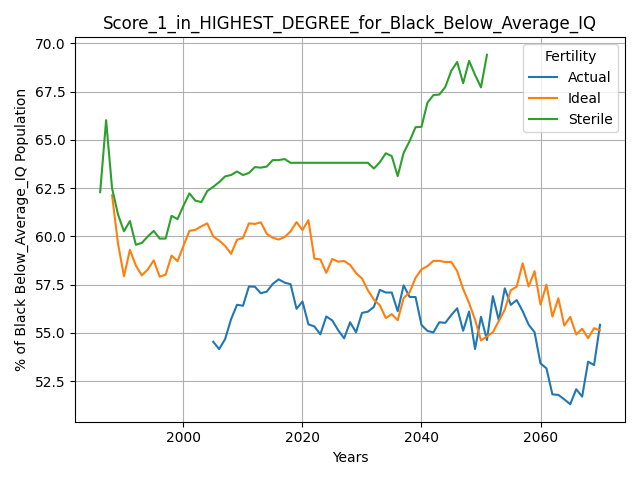 Score_1_in_HIGHEST_DEGREE_for_Black_Below_Average_IQ
% of Black Below_Average_IQ Population
70.0
67.5
65.0
62.5
60.0
57.5
55.0
52.5
Fertility
Actual
Ideal
Sterile
2000
2020
2040
2060
Years